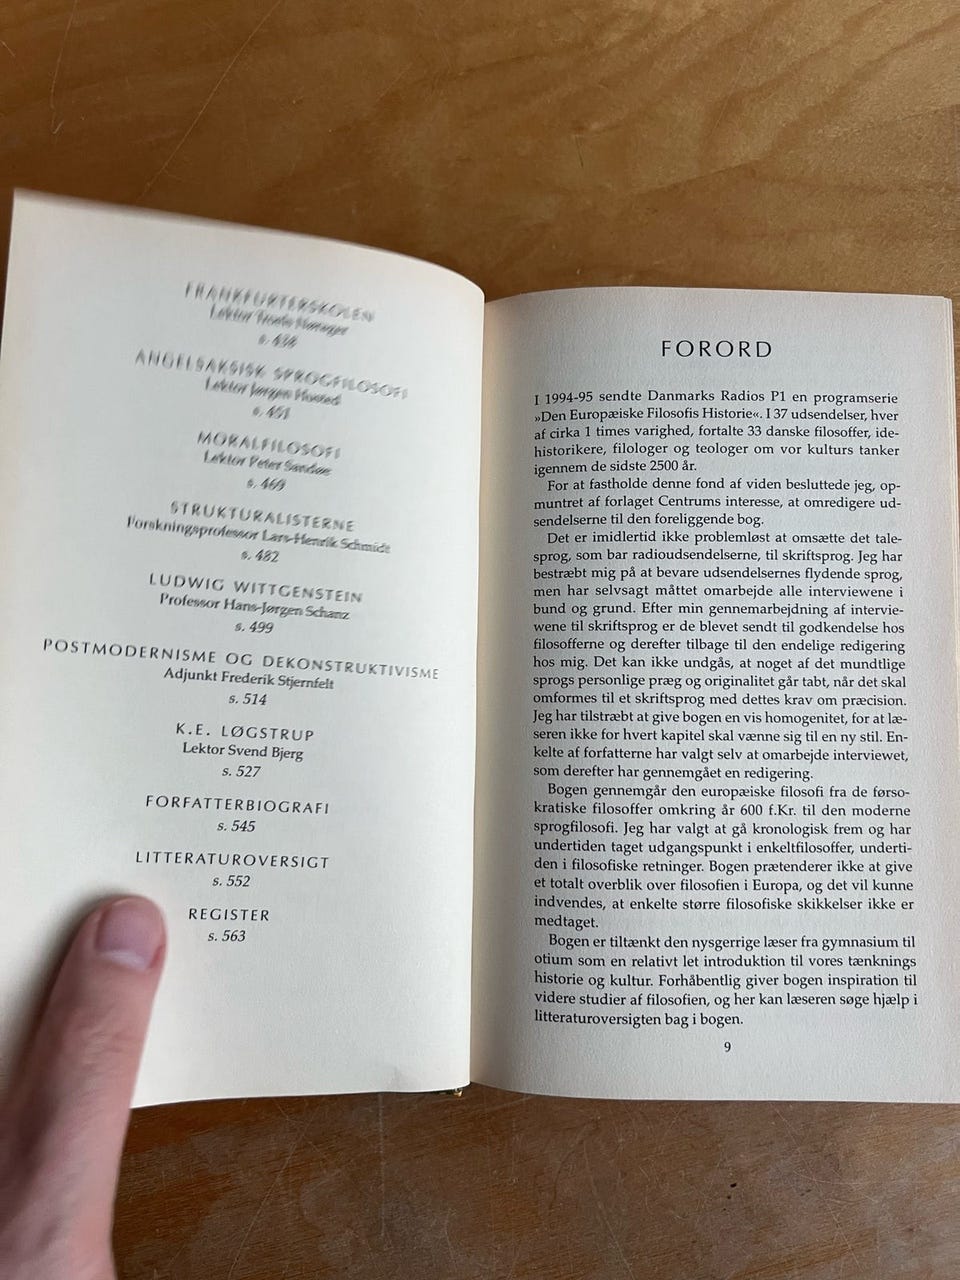 FRANKFURTERSKOLEN
Lektor
s. 438
ANGELSAKSISK SPROGFILOSOFI
Lektor Jørgen Husted
s. 451
MORALFILOSOFI
Lektor Peter Sandøe
s. 469
STRUKTURALISTERNE
Forskningsprofessor Lars-Henrik Schmidt
s. 482
LUDWIG WITTGENSTEIN
Professor Hans-Jørgen Schanz
s. 499
POSTMODERNISME OG DEKONSTRUKTIVISME
Adjunkt Frederik Stjernfelt
s. 514
K.E. LØGSTRUP
Lektor Svend Bjerg
s. 527
FORFATTERBIOGRAFI
s. 545
LITTERATUROVERSIGT
s. 552
REGISTER
s. 563
FORORD
I 1994-95 sendte Danmarks Radios P1 en programserie
»Den Europæiske Filosofis Historie«. I 37 udsendelser, hver
af cirka 1 times varighed, fortalte 33 danske filosoffer, ide-
historikere, filologer og teologer om vor kulturs tanker
igennem de sidste 2500 år.
For at fastholde denne fond af viden besluttede jeg, op-
muntret af forlaget Centrums interesse, at omredigere ud-
sendelserne til den foreliggende bog.
Det er imidlertid ikke problemløst at omsætte det tale-
sprog, som bar radioudsendelserne, til skriftsprog. Jeg har
bestræbt mig på at bevare udsendelsernes flydende sprog,
men har selvsagt måttet omarbejde alle interviewene i
bund og grund. Efter min gennemarbejdning af intervie-
wene til skriftsprog er de blevet sendt til godkendelse hos
filosofferne og derefter tilbage til den endelige redigering
hos mig. Det kan ikke undgås, at noget af det mundtlige
sprogs personlige præg og originalitet går tabt, når det skal
omformes til et skriftsprog med dettes krav om præcision.
Jeg har tilstræbt at give bogen en vis homogenitet, for at læ-
seren ikke for hvert kapitel skal vænne sig til en ny stil. En-
kelte af forfatterne har valgt selv at omarbejde interviewet,
som derefter har gennemgået en redigering.
Bogen gennemgår den europæiske filosofi fra de førso-
kratiske filosoffer omkring år 600 f.Kr. til den moderne
sprogfilosofi. Jeg har valgt at gå kronologisk frem og har
undertiden taget udgangspunkt i enkeltfilosoffer, underti-
den i filosofiske retninger. Bogen prætenderer ikke at give
et totalt overblik over filosofien i Europa, og det vil kunne
indvendes, at enkelte større filosofiske skikkelser ikke er
medtaget.
Bogen er tiltænkt den nysgerrige læser fra gymnasium til
otium som en relativt let introduktion til vores tænknings
historie og kultur. Forhåbentlig giver bogen inspiration til
videre studier af filosofien, og her kan læseren søge hjælp i
litteraturoversigten bag i bogen.
9